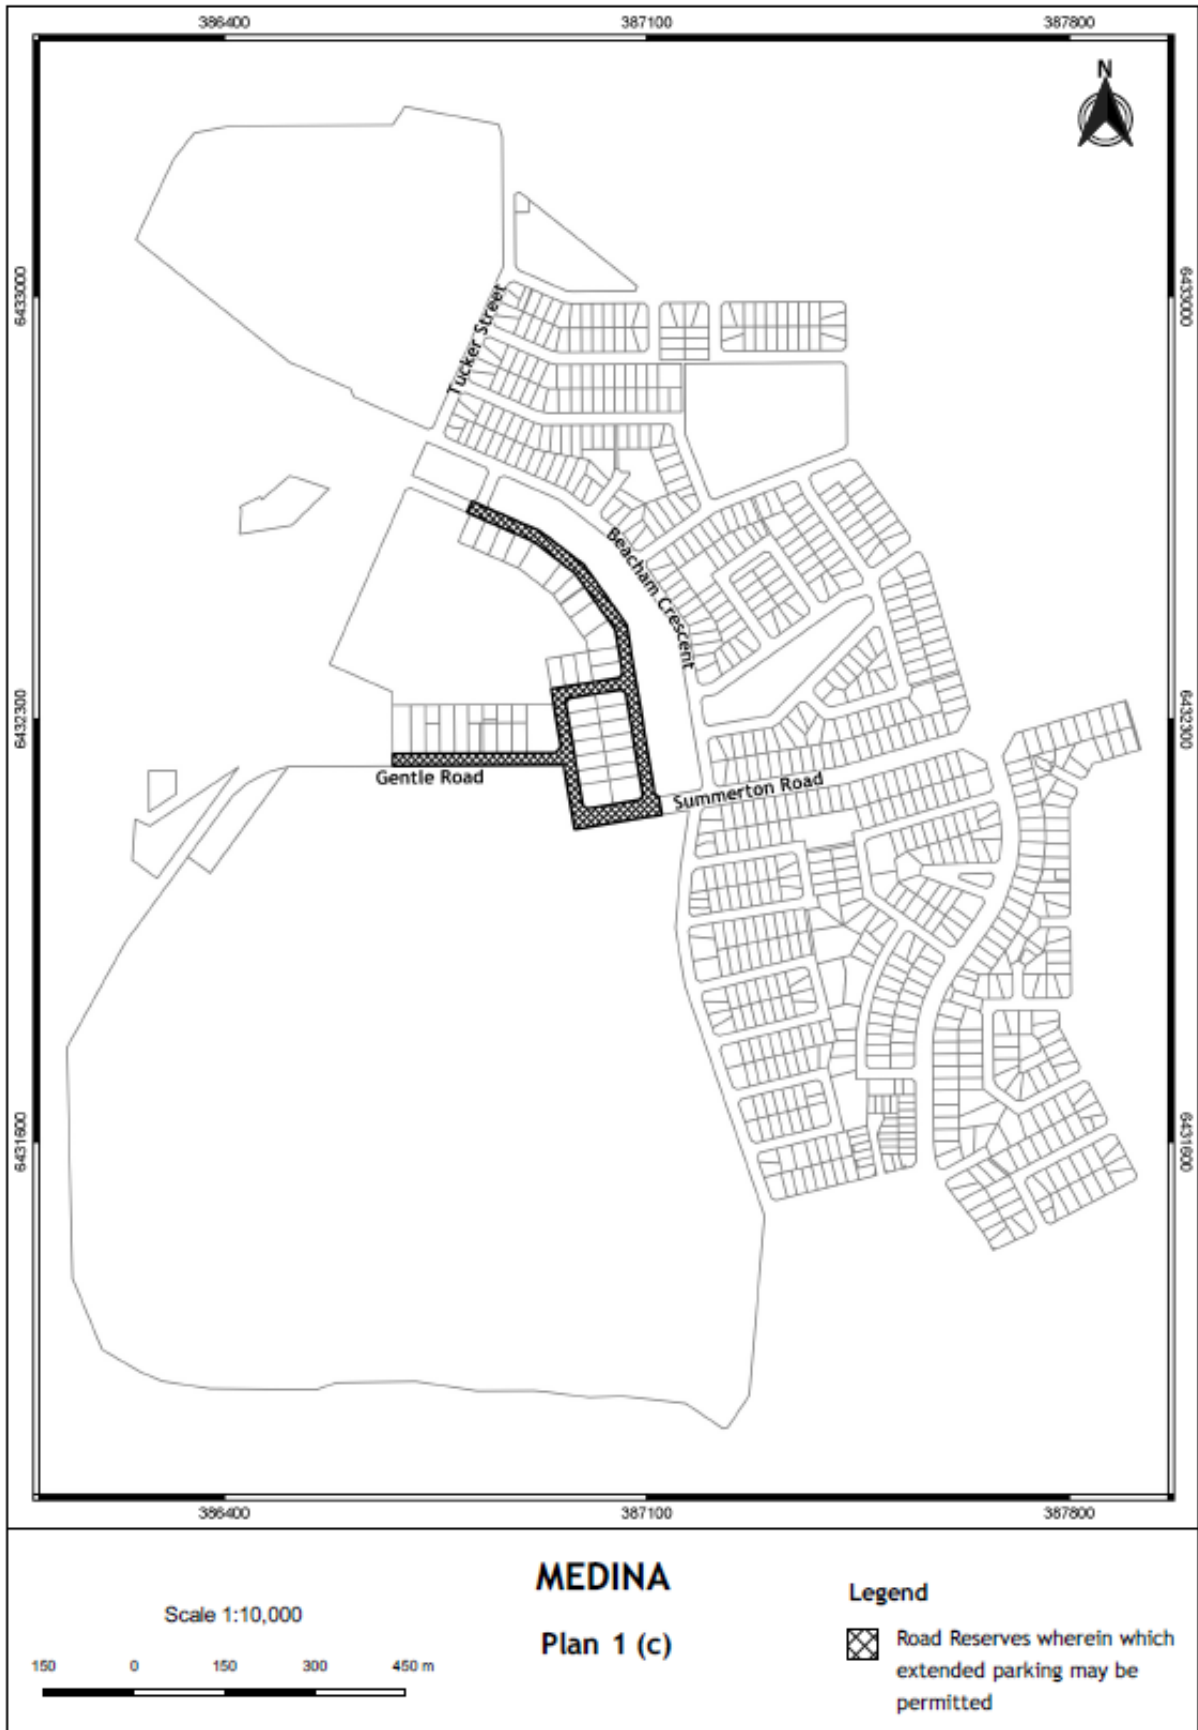 386400 387100 387800
N
6433000 6433000
Tucker Street
Beacham Crescent
6432300 6432300
Gentle Road
Summerton Road
6431600 6431600
386400 387100 387800
MEDINA
Plan 1 (c)
Scale 1:10,000
150 0 150 300 450 m
Legend
Road Reserves wherein which
extended parking may be
permitted